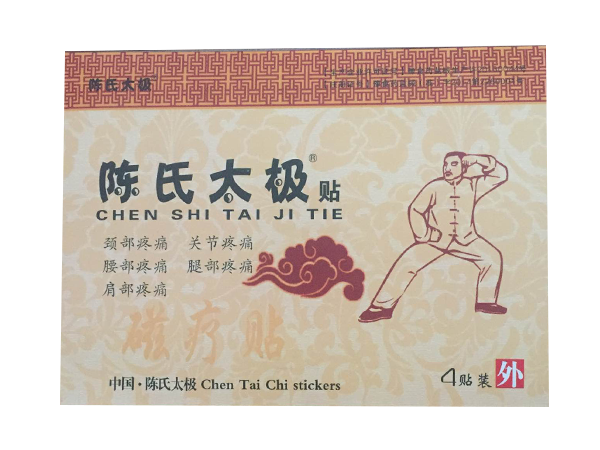 陈氏太极
陈氏太极®贴
CHEN SHI TAI JI TIE
颈部疼痛 关节疼痛
腰部疼痛 腿部疼痛
肩部疼痛
磁疗贴
中国·陈氏太极 Chen Tai Chi stickers
4贴装 外